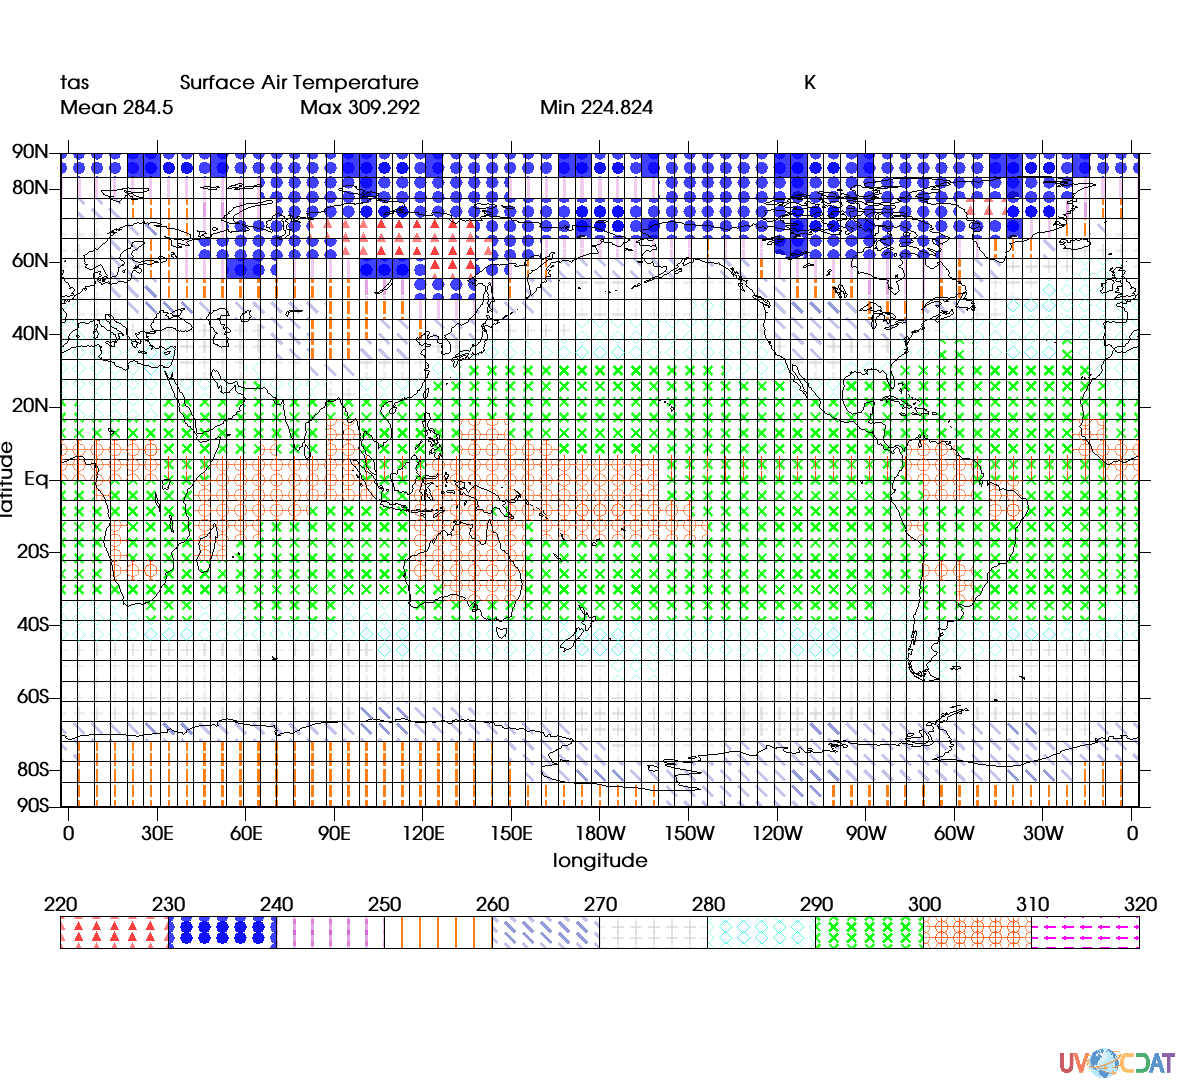 tas Surface Air Temperature K
Mean 284.5 Max 309.292 Min 224.824
90N
80N
60N
40N
20N
Eq
20S
40S
60S
80S
90S
latitude
0 30E 60E 90E 120E 150E 180W 150W 120W 90W 60W 30W 0
longitude
220 230 240 250 260 270 280 290 300 310 320
UV CDAT